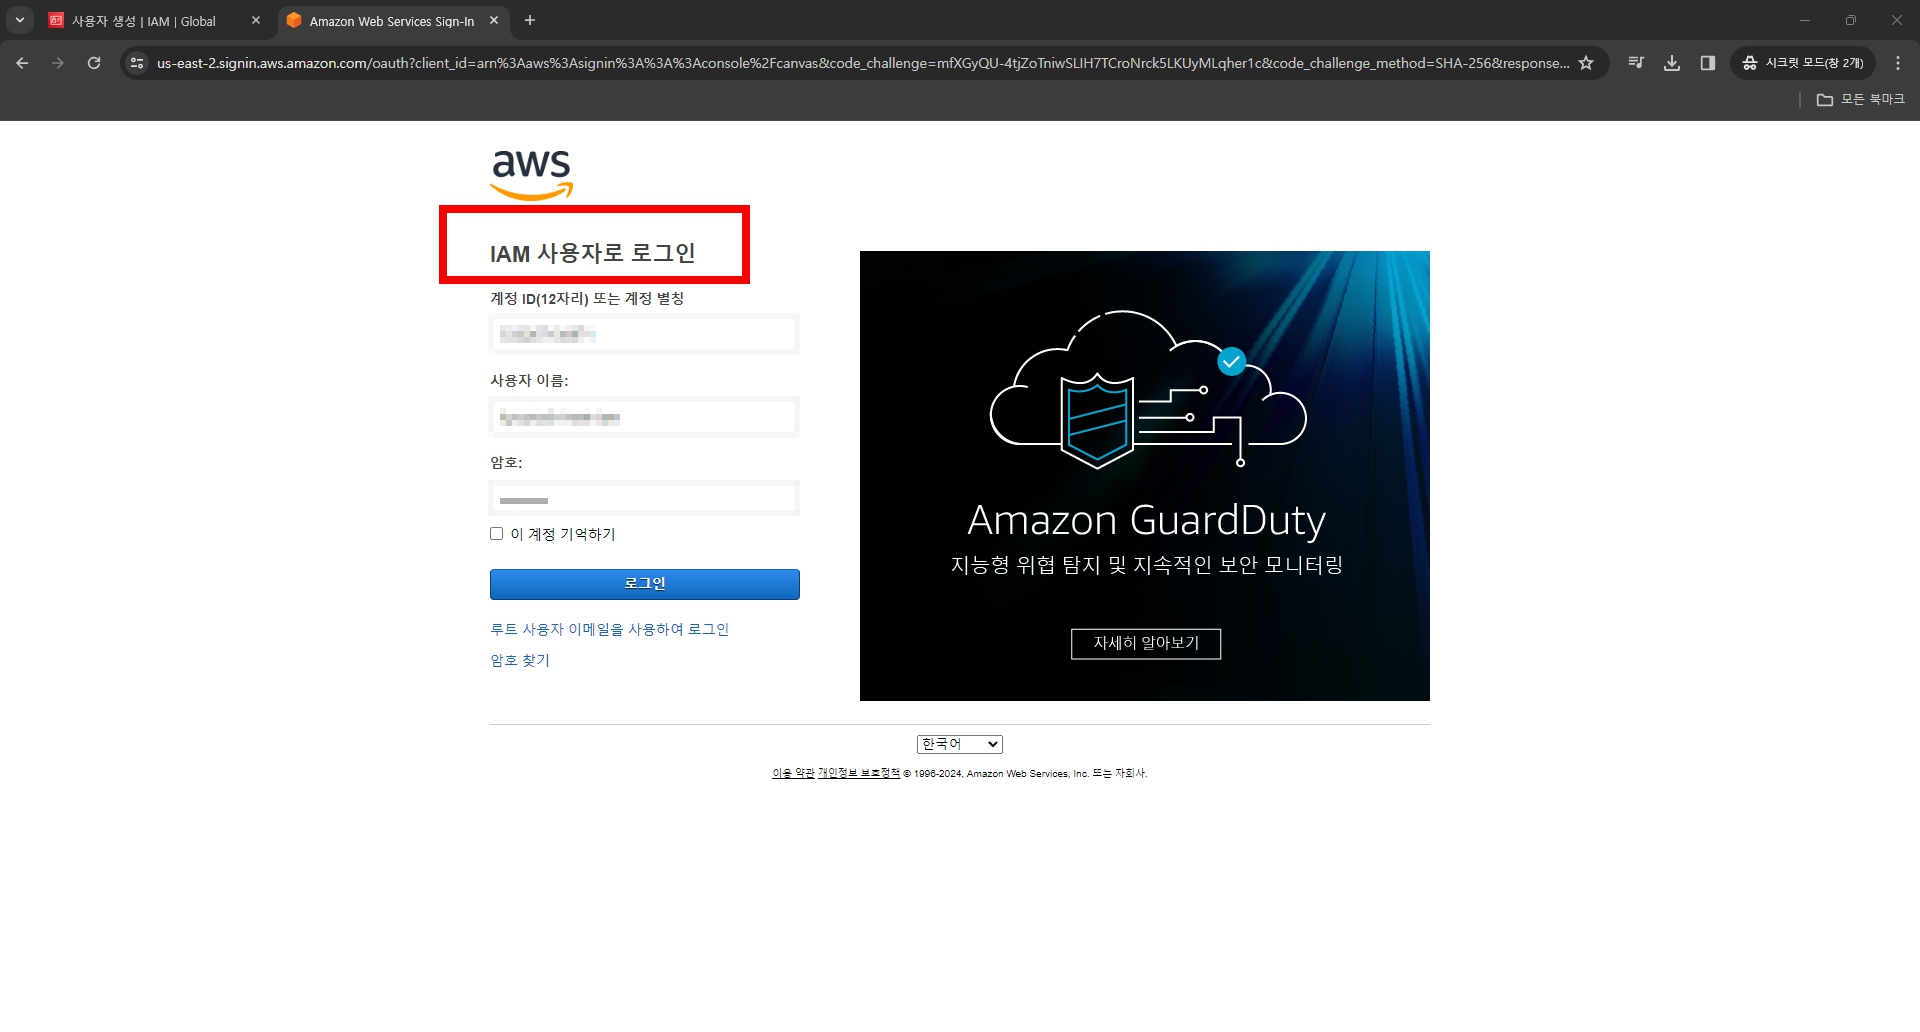 사용자 생성 | IAM | Global
Amazon Web Services Sign-In
us-east-2.signin.aws.amazon.com/oauth?client_id=arn%3Aaws%3Asignin%3A%3A%3Aconsole%2Fcanvas&code_challenge=mfXGyQU-4tjZoTniwSLIH7TCroNrck5LKUyMLqher1c&code_challenge_method=SHA-256&response...
시크릿 모드(창 2개)
모든 북마크
aws
IAM 사용자로 로그인
계정 ID(12자리) 또는 계정 별칭
사용자 이름:
암호:
이 계정 기억하기
로그인
루트 사용자 이메일을 사용하여 로그인
암호 찾기
Amazon GuardDuty
지능형 위협 탐지 및 지속적인 보안 모니터링
자세히 알아보기
한국어
이용 약관 개인정보 보호정책 © 1996-2024, Amazon Web Services, Inc. 또는 자회사.